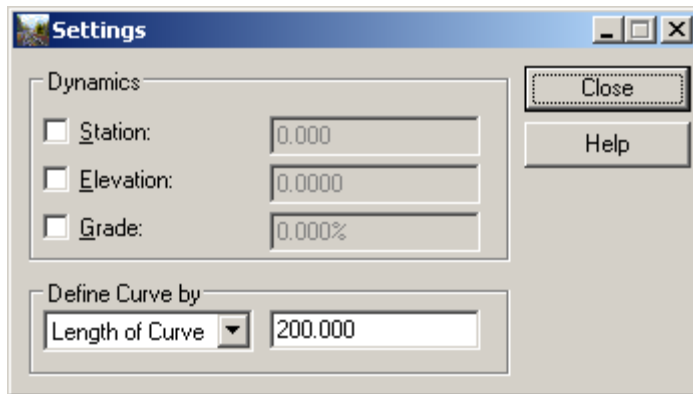 Settings
Dynamics
Station: 0.000
Elevation: 0.0000
Grade: 0.000%
Close
Help
Define Curve by
Length of Curve 200.000